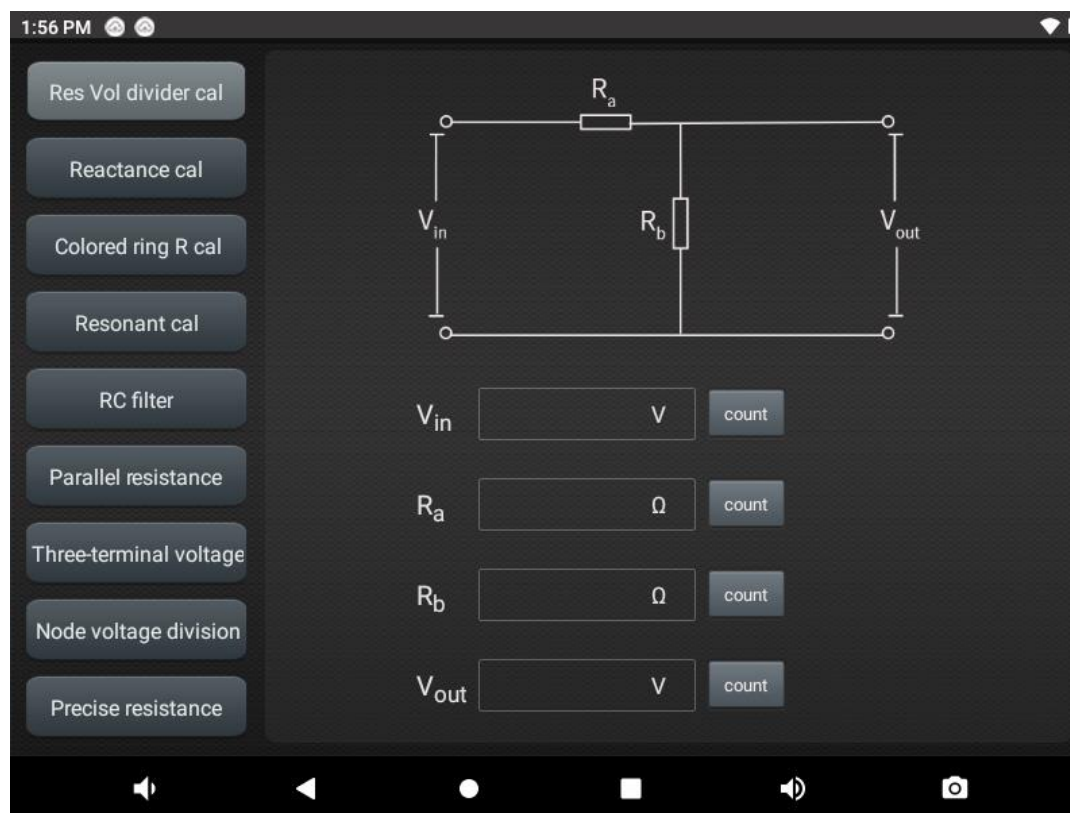 1:56 PM
Res Vol divider cal
Reactance cal
Colored ring R cal
Resonant cal
RC filter
Parallel resistance
Three-terminal voltage
Node voltage division
Precise resistance
Ra
Vin
Rb
Vout
Vin V count
Ra Ω count
Rb Ω count
Vout V count